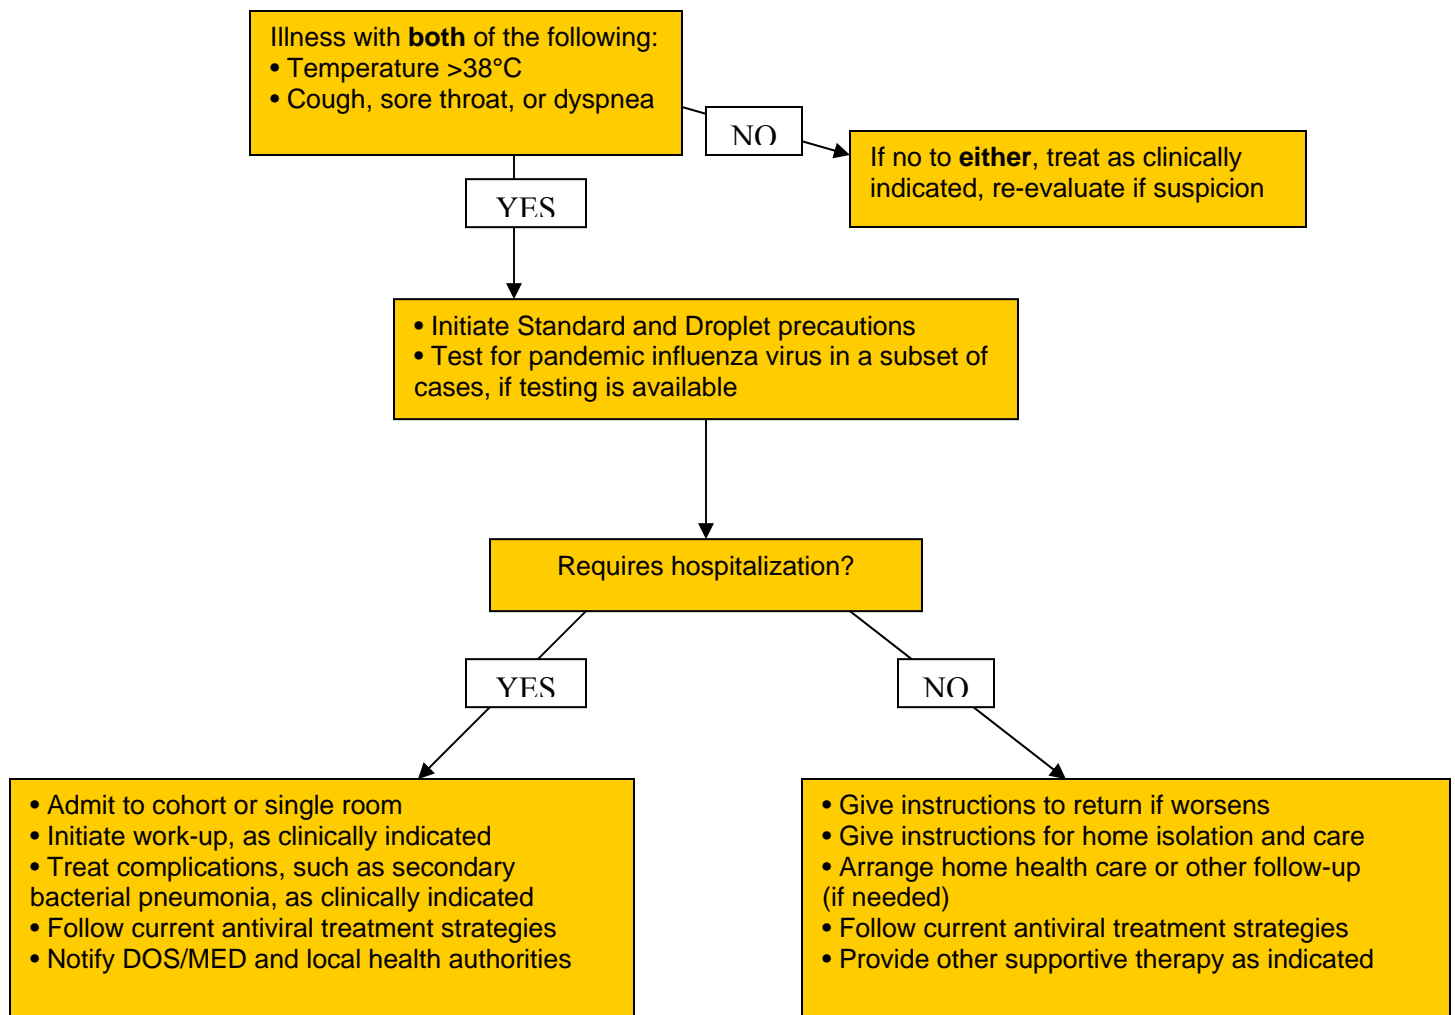 Illness with both of the following:
• Temperature >38°C
• Cough, sore throat, or dyspnea
NO
If no to either, treat as clinically
indicated, re-evaluate if suspicion
YES
• Initiate Standard and Droplet precautions
• Test for pandemic influenza virus in a subset of
cases, if testing is available
Requires hospitalization?
YES
NO
• Admit to cohort or single room
• Initiate work-up, as clinically indicated
• Treat complications, such as secondary
bacterial pneumonia, as clinically indicated
• Follow current antiviral treatment strategies
• Notify DOS/MED and local health authorities
• Give instructions to return if worsens
• Give instructions for home isolation and care
• Arrange home health care or other follow-up
(if needed)
• Follow current antiviral treatment strategies
• Provide other supportive therapy as indicated